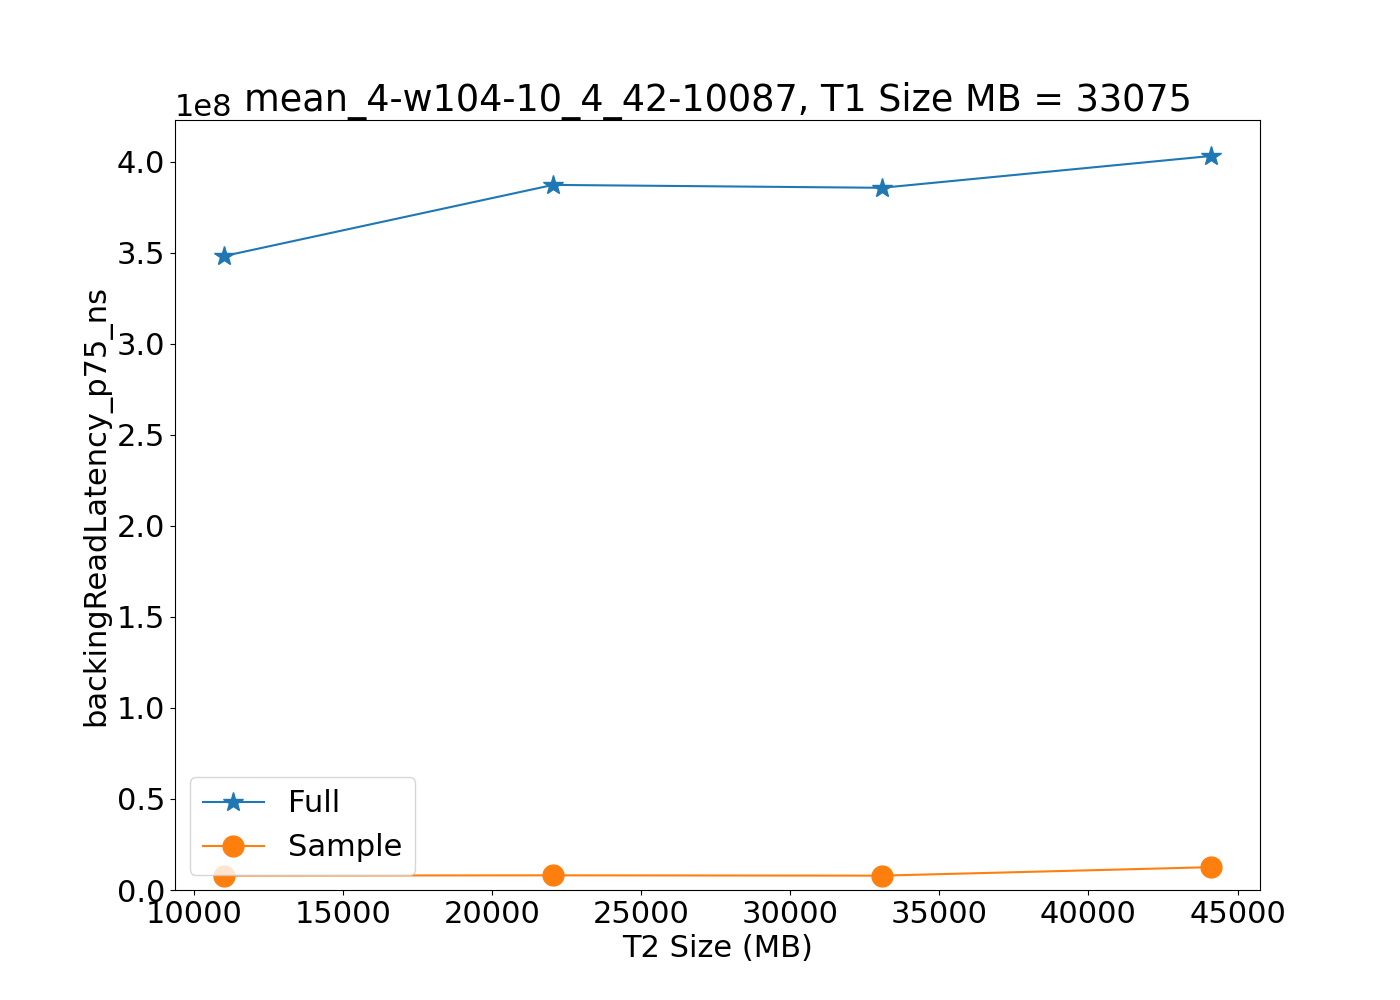 1e8 mean_4-w104-10_4_42-10087, T1 Size MB = 33075
4.0
3.5
3.0
2.5
2.0
1.5
1.0
0.5
0.0
backingReadLatency_p75_ns
Full
Sample
10000 15000 20000 25000 30000 35000 40000 45000
T2 Size (MB)